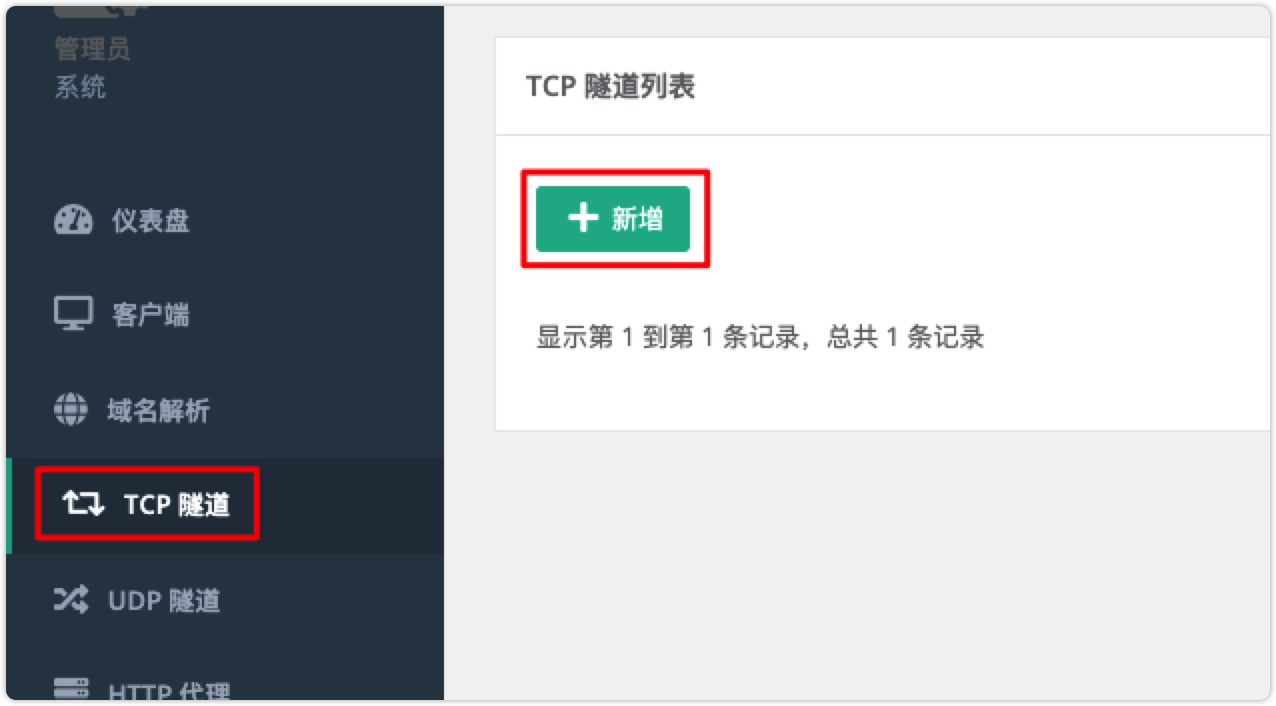 管理员
系统
仪表盘
客户端
域名解析
TCP 隧道
UDP 隧道
HTTP 代理
TCP 隧道列表
新增
显示第 1 到第 1 条记录，总共 1 条记录